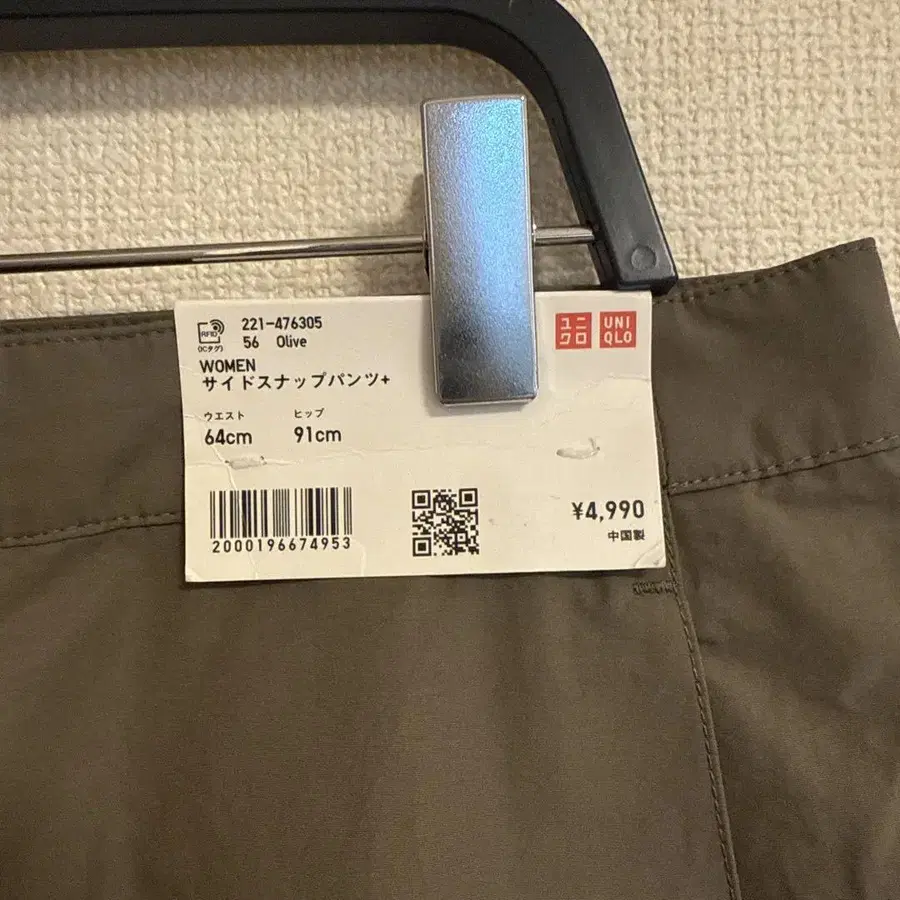 RFID
(ICタグ)
221-476305
56 Olive
ユニクロ
UNIQLO
WOMEN
サイドスナップパンツ+
ウエスト ヒップ
64cm 91cm
2000196674953
¥4,990
中国製